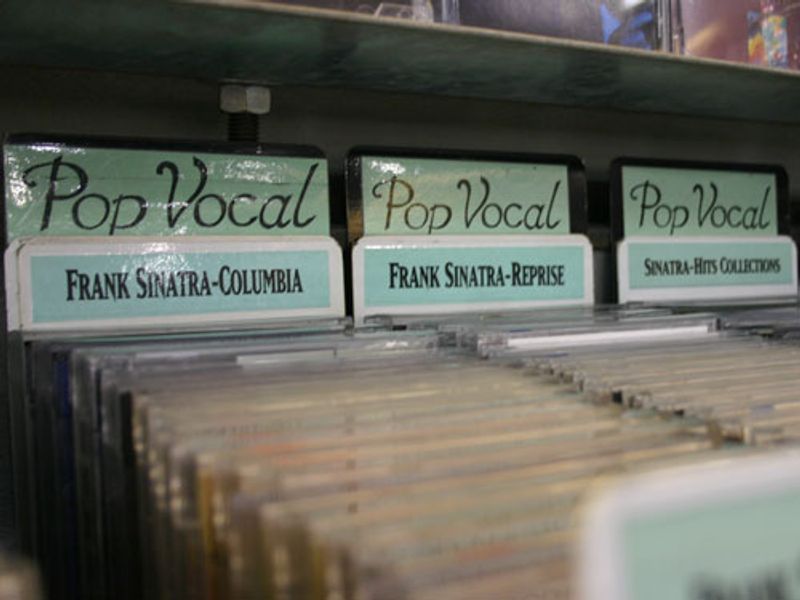 Pop Vocal
FRANK SINATRA-COLUMBIA
Pop Vocal
FRANK SINATRA-REPRISE
Pop Vocal
SINATRA-HITS COLLECTIONS